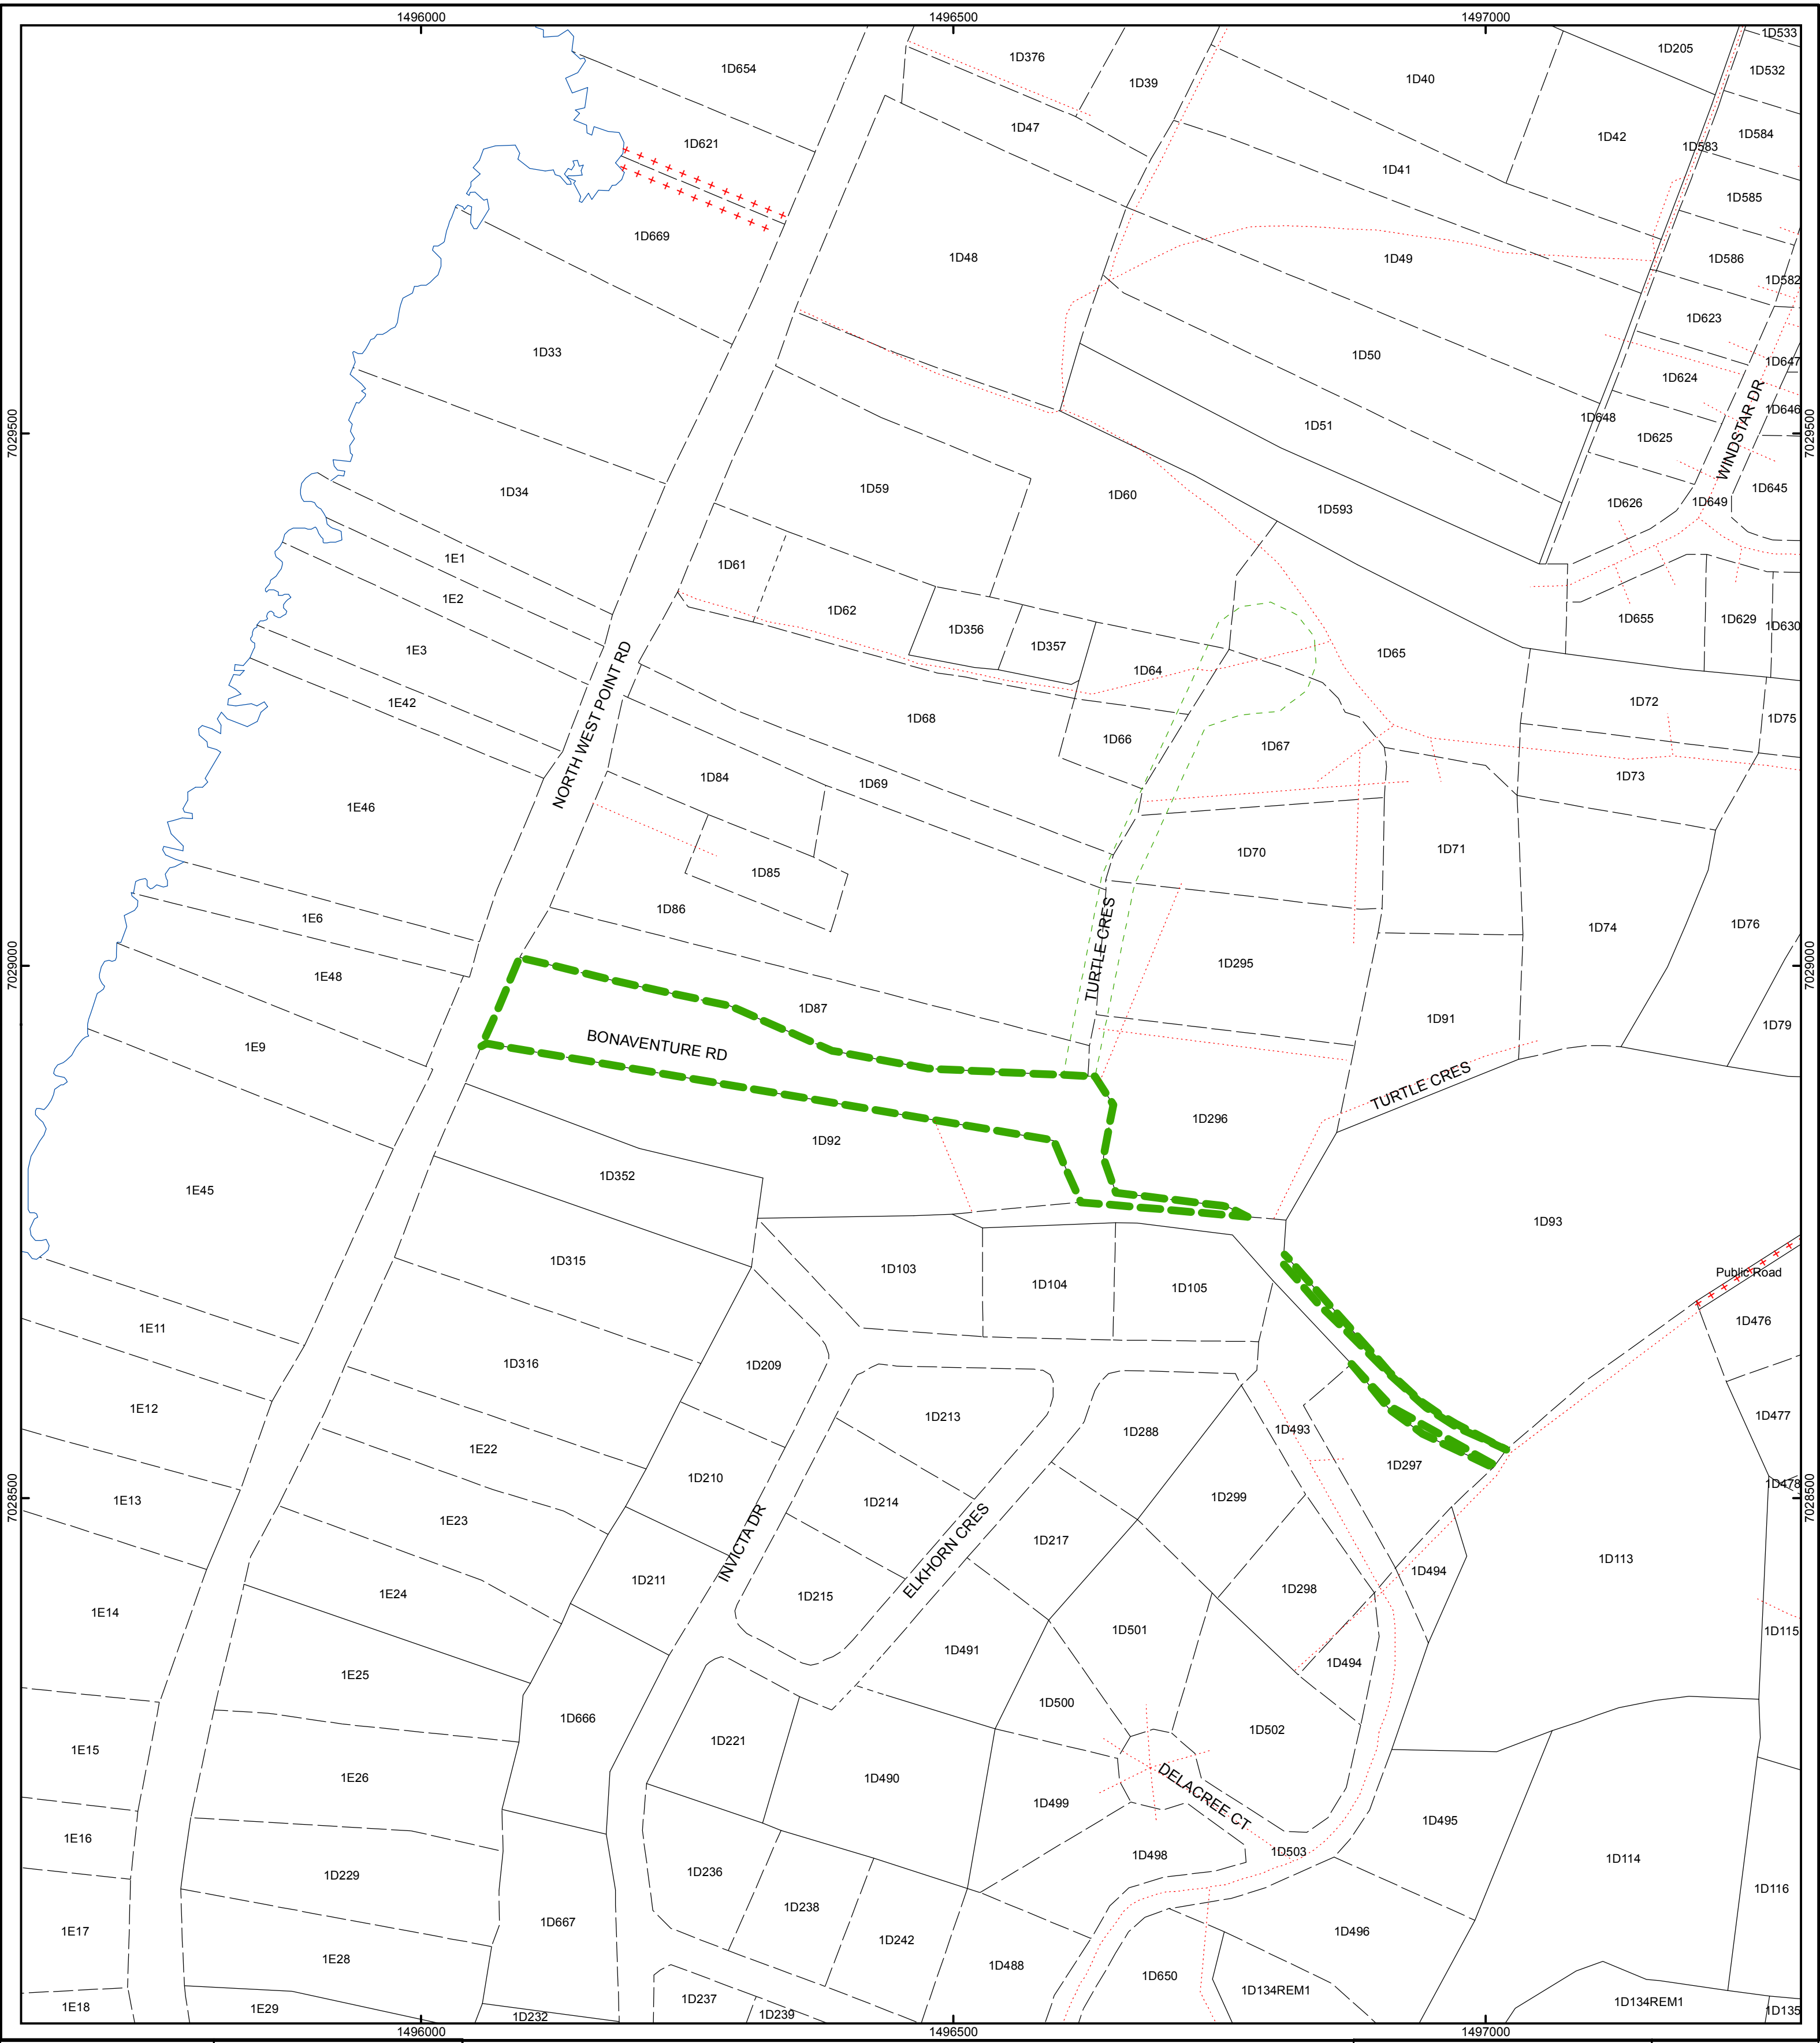 1496000
1496500
1497000
1D533
1D205
1D376
1D654
1D532
1D40
1D39
1D47
1D584
1D42
1D621
1D583
1D41
1D585
1D669
1D48
1D49
1D586
1D582
1D623
1D33
1D50
1D647
1D624
1D646
WINDSTAR DR
1D648
1D51
7029500
7029500
1D625
1D59
1D645
1D34
1D60
1D626
1D649
1D593
1E1
1D61
1E2
1D62
1D655
1D629
1D630
1D356
1D357
1E3
1D65
1D64
NORTH WEST POINT RD
1E42
1D72
1D68
1D75
1D66
1D67
1D84
1D73
1D69
1E46
1D70
1D71
1D85
1D86
1E6
1D76
1D74
TURTLE CRES
7029000
7029000
1D295
1E48
1D87
1D91
1D79
BONAVENTURE RD
1E9
TURTLE CRES
1D296
1D92
1D352
1E45
1D93
1D315
1D103
Public Road
1D104
1D105
1E11
1D476
1D316
1D209
1E12
1D213
1D477
1D288
1D493
1E22
1D297
1D210
1D478
7028500
7028500
1D299
1E13
1D214
1E23
INVICTA DR
ELKHORN CRES
1D217
1D113
1D494
1D211
1D298
1E24
1D215
1E14
1D501
1D115
1D491
1D494
1E25
1D500
1D666
1D502
1D221
1E15
1E26
1D490
DELACREE CT
1D499
1D495
1E16
1D503
1D498
1D114
1D229
1D236
1D116
1D238
1D667
1E17
1D496
1D242
1E28
1D488
1D650
1D134REM1
1D237
1D134REM1
1E18
1E29
1D232
1D239
1D135
1496000
1496500
1497000